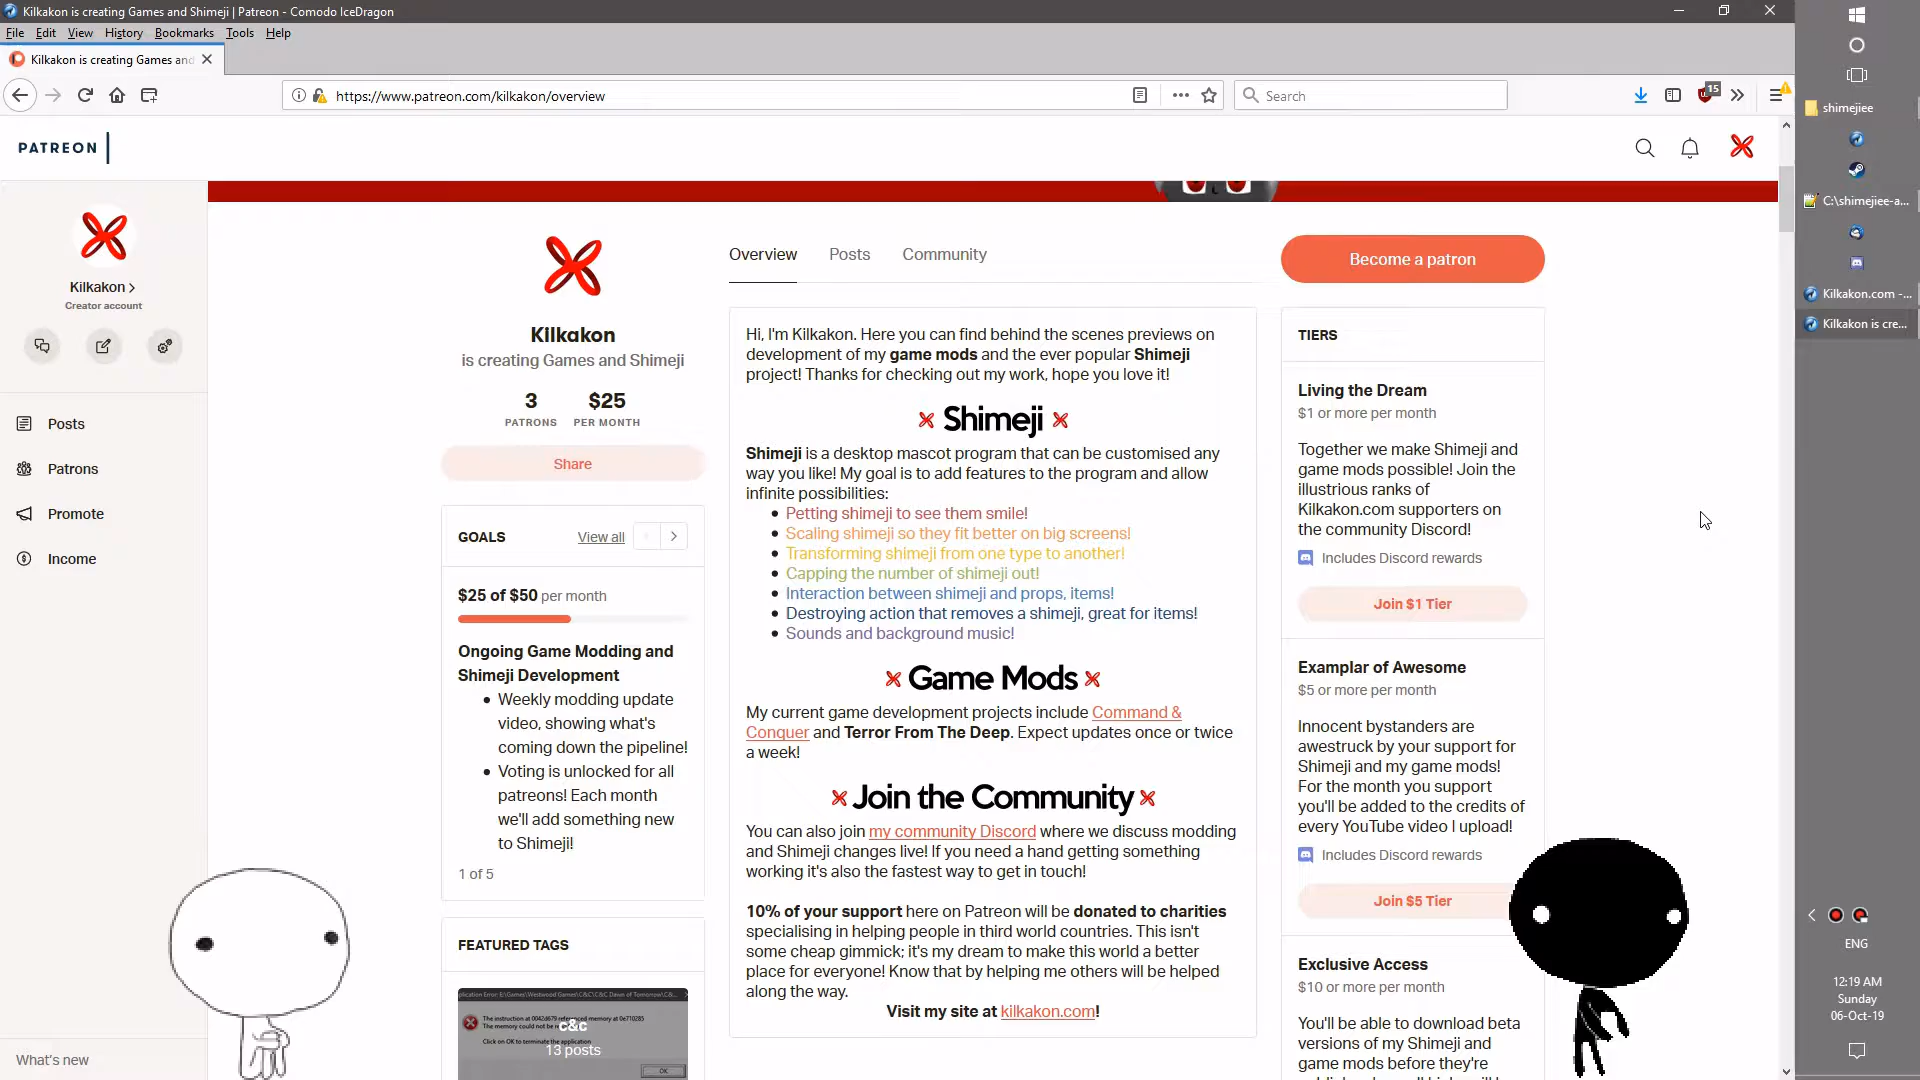 Kilkakon is creating Games and Shimeji | Patreon - Comodo IceDragon
File Edit View History Bookmarks Tools Help
Kilkakon is creating Games and
https://www.patreon.com/kilkakon/overview
Search
15
PATREON
Kilkakon >
Creator account
Posts
Patrons
Promote
Income
What's new
Kilkakon
is creating Games and Shimeji
3 $25
PATRONS PER MONTH
Share
GOALS View all
$25 of $50 per month
Ongoing Game Modding and
Shimeji Development
Weekly modding update
video, showing what's
coming down the pipeline!
Voting is unlocked for all
patreons! Each month
we'll add something new
to Shimeji!
1 of 5
FEATURED TAGS
The instruction at 0042d679 referenced memory at 0e710285
The memory could not be
Click on OK to terminate the application
OK
c&c
13 posts
Overview Posts Community
Hi, I'm Kilkakon. Here you can find behind the scenes previews on
development of my game mods and the ever popular Shimeji
project! Thanks for checking out my work, hope you love it!
Shimeji
Shimeji is a desktop mascot program that can be customised any
way you like! My goal is to add features to the program and allow
infinite possibilities:
Petting shimeji to see them smile!
Scaling shimeji so they fit better on big screens!
Transforming shimeji from one type to another!
Capping the number of shimeji out!
Interaction between shimeji and props, items!
Destroying action that removes a shimeji, great for items!
Sounds and background music!
Game Mods
My current game development projects include Command &
Conquer and Terror From The Deep. Expect updates once or twice
a week!
Join the Community
You can also join my community Discord where we discuss modding
and Shimeji changes live! If you need a hand getting something
working it's also the fastest way to get in touch!
10% of your support here on Patreon will be donated to charities
specialising in helping people in third world countries. This isn't
some cheap gimmick; it's my dream to make this world a better
place for everyone! Know that by helping me others will be helped
along the way.
Visit my site at kilkakon.com!
Become a patron
TIERS
Living the Dream
$1 or more per month
Together we make Shimeji and
game mods possible! Join the
illustrious ranks of
Kilkakon.com supporters on
the community Discord!
Includes Discord rewards
Join $1 Tier
Examplar of Awesome
$5 or more per month
Innocent bystanders are
awestruck by your support for
Shimeji and my game mods!
For the month you support
you'll be added to the credits of
every YouTube video I upload!
Includes Discord rewards
Join $5 Tier
Exclusive Access
$10 or more per month
You'll be able to download beta
versions of my Shimeji and
game mods before they're
shimejiee
C:\shimejiee-a...
Kilkakon.com -...
Kilkakon is cre...
ENG
12:19 AM
Sunday
06-Oct-19